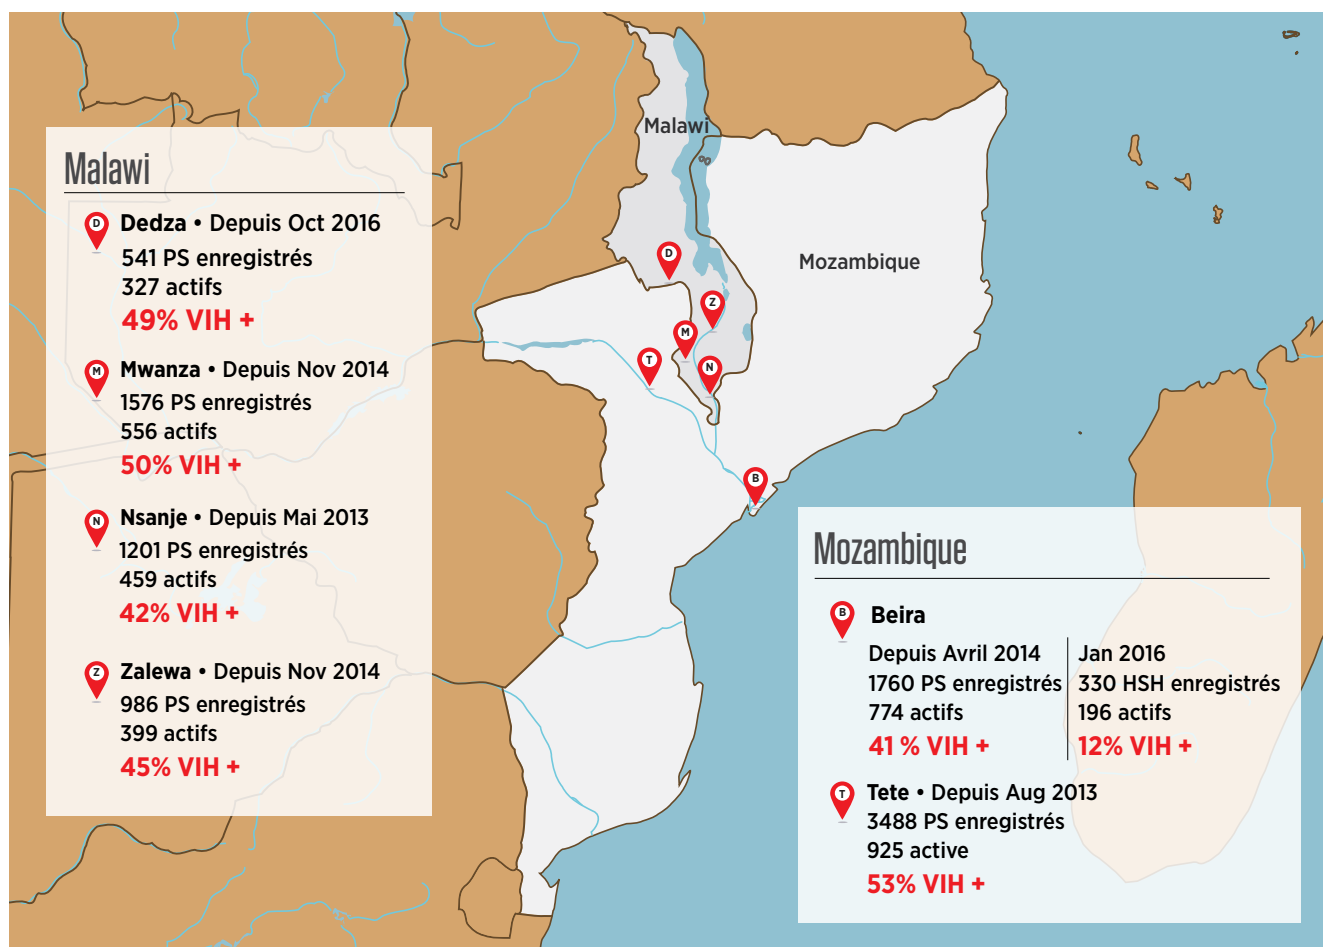 Malawi
D
Dedza • Depuis Oct 2016
541 PS enregistrés
327 actifs
49% VIH +
M
Mwanza • Depuis Nov 2014
1576 PS enregistrés
556 actifs
50% VIH +
N
Nsanje • Depuis Mai 2013
1201 PS enregistrés
459 actifs
42% VIH +
Z
Zalewa • Depuis Nov 2014
986 PS enregistrés
399 actifs
45% VIH +
Malawi
Mozambique
D
Z
M
T
N
B
Mozambique
B
Beira
Depuis Avril 2014
1760 PS enregistrés
774 actifs
41 % VIH +
Jan 2016
330 HSH enregistrés
196 actifs
12% VIH +
T
Tete • Depuis Aug 2013
3488 PS enregistrés
925 active
53% VIH +